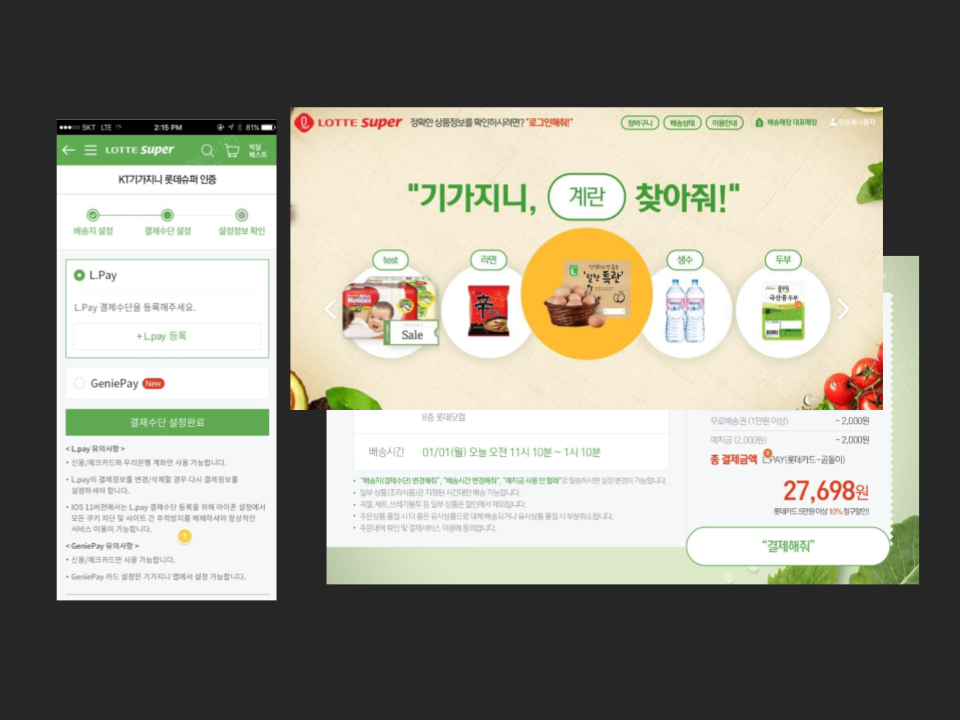 SKT LTE 2:15 PM 81%
LOTTE super
빅딜
베스트
KT기가지니 롯데슈퍼 인증
배송지 설정 결제수단 설정 설정정보 확인
L.Pay
L.Pay 결제수단을 등록해주세요.
+ L.pay 등록
GeniePay New
결제수단 설정완료
< L.pay 유의사항 >
• 신용/체크카드와 우리은행 계좌만 사용 가능합니다.
• L.pay의 결제정보를 변경/삭제할 경우 다시 결제정보를
설정하셔야 합니다.
• IOS 11버전에서는 L.pay 결제수단 등록을 위해 아이폰 설정에서
모든 쿠키 차단 및 사이트 간 추적방지를 해제하셔야 정상적인
서비스 이용이 가능합니다.
< GeniePay 유의사항 >
• 신용/체크카드만 사용 가능합니다.
• GeniePay 카드 설정은 기가지니 앱에서 설정 가능합니다.
LOTTE super 정확한 상품정보를 확인하시려면? "로그인해줘!"
장바구니 배송상태 이용안내 배송매장 대표매장
"기가지니, 계란 찾아줘!"
test 라면 생수 두부
Huggies
Sale
辛
알찬 특란
국산콩두부
8층 롯데닷컴
배송시간 01/01(월) 오늘 오전 11시 10분 ~ 1시 10분
• "배송지(결제수단) 변경해줘", "배송시간 변경해줘", "예치금 사용 안 할래"로 말씀하시면 설정 변경이 가능합니다.
• 일부 상품(조리식품)은 지정된 시간대만 배송 가능합니다.
• 곡물,세트,쓰레기봉투 등 일부 상품은 할인에서 제외됩니다.
• 주문상품 품절 시 더 좋은 유사상품으로 대체 배송되거나 유사상품 품절 시 부분취소됩니다.
• 주문내역 확인 및 결제서비스 이용에 동의합니다.
무료배송권 (1만원 이상) - 2,000원
예치금 (2,000원) - 2,000원
총 결제금액 L.PAY(롯데카드-곰돌이)
27,698원
롯데카드 5만원 이상 10% 청구할인!
"결제해줘"